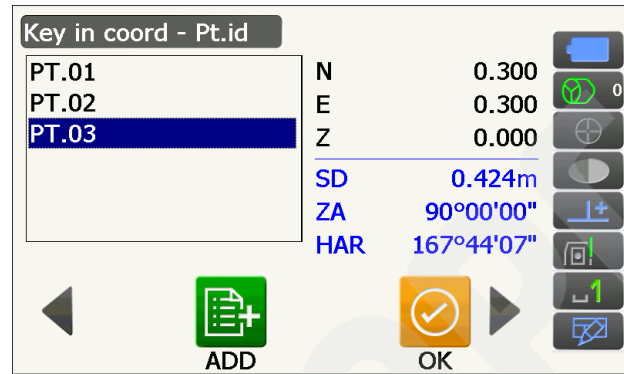 Key in coord - Pt.id
PT.01
PT.02
PT.03
N 0.300
E 0.300
Z 0.000
SD 0.424m
ZA 90°00'00"
HAR 167°44'07"
0
1
ADD
OK